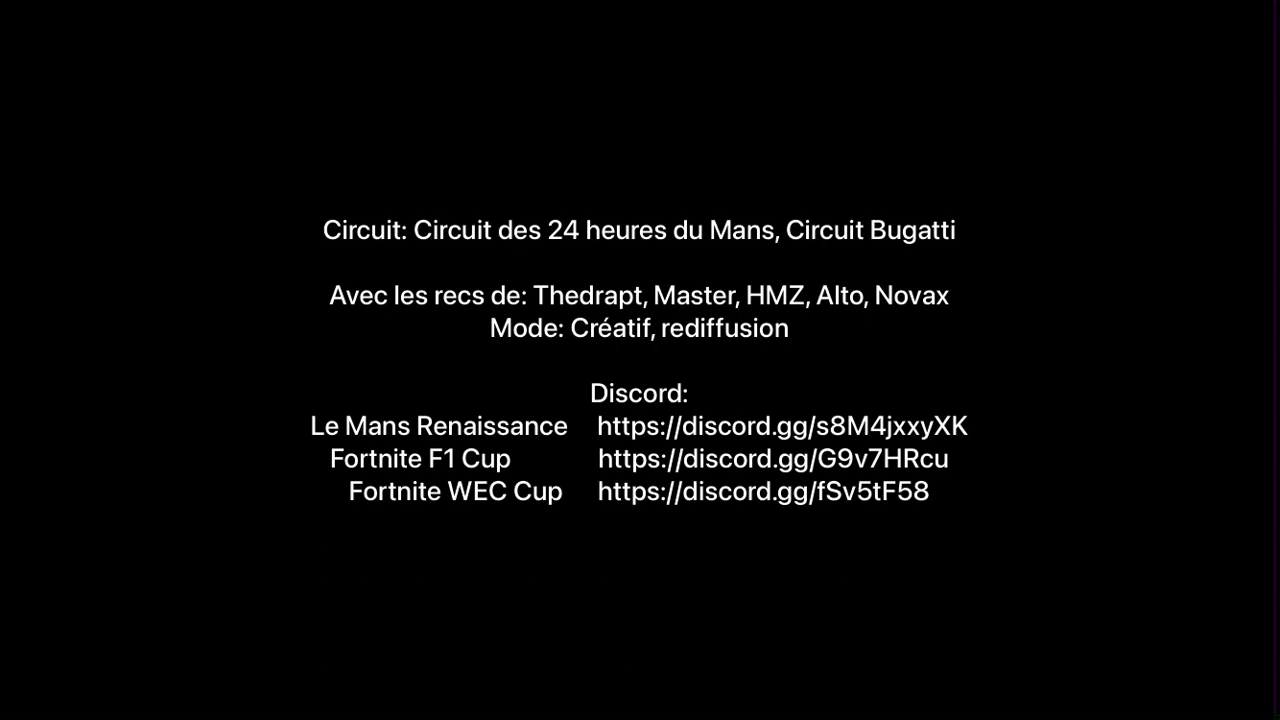 Circuit: Circuit des 24 heures du Mans, Circuit Bugatti
Avec les recs de: Thedrapt, Master, HMZ, Alto, Novax
Mode: Créatif, rediffusion
Discord:
Le Mans Renaissance https://discord.gg/s8M4jxxyXK
Fortnite F1 Cup https://discord.gg/G9v7HRcu
Fortnite WEC Cup https://discord.gg/fSv5tF58